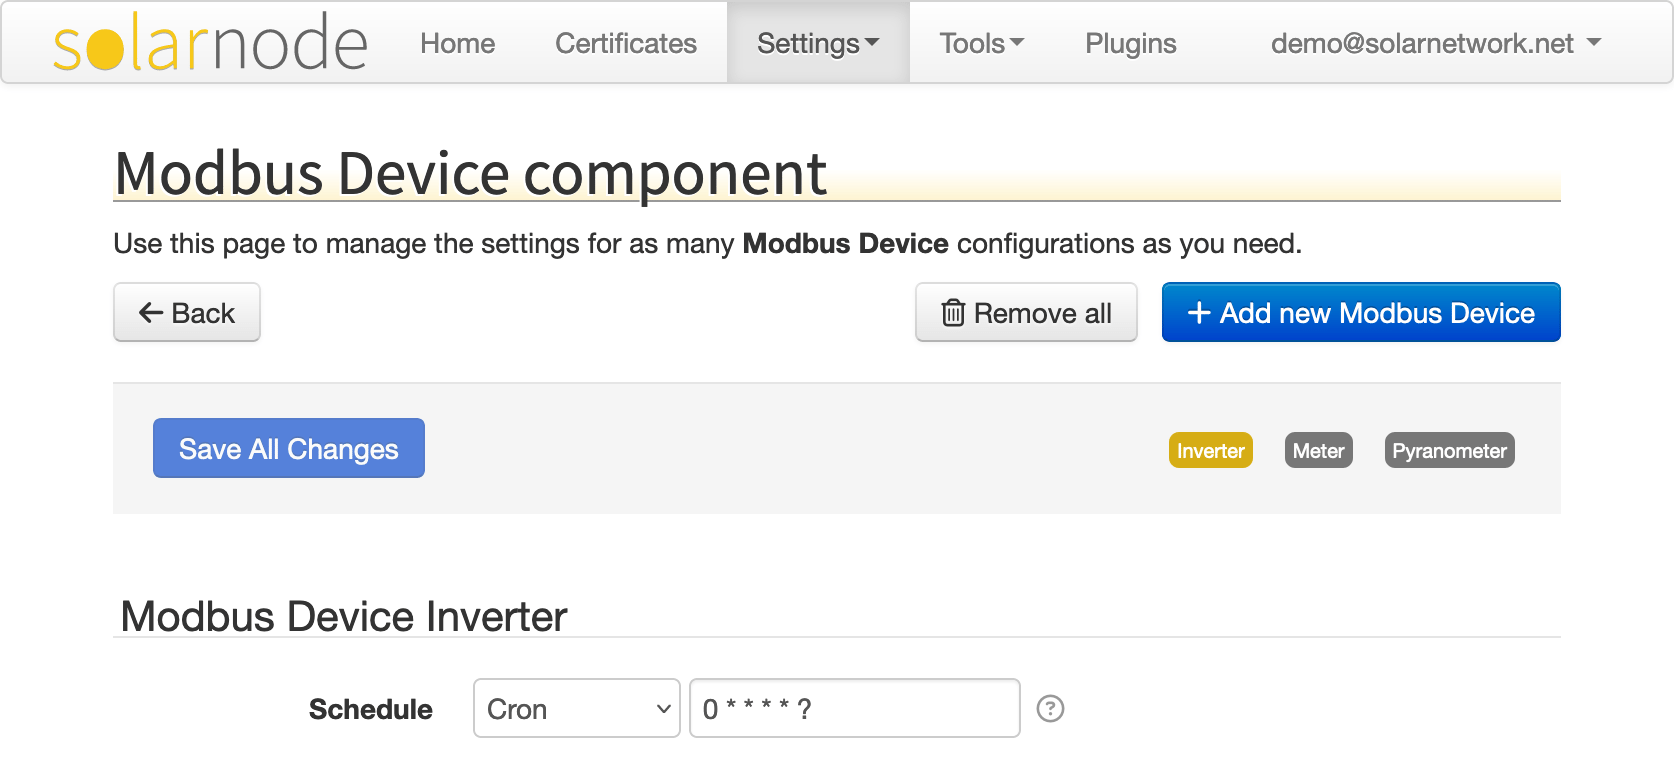 solarnode Home Certificates Settings Tools Plugins demo@solarnetwork.net
Modbus Device component
Use this page to manage the settings for as many Modbus Device configurations as you need.
Back Remove all + Add new Modbus Device
Save All Changes Inverter Meter Pyranometer
Modbus Device Inverter
Schedule Cron 0 * * * * ? ?